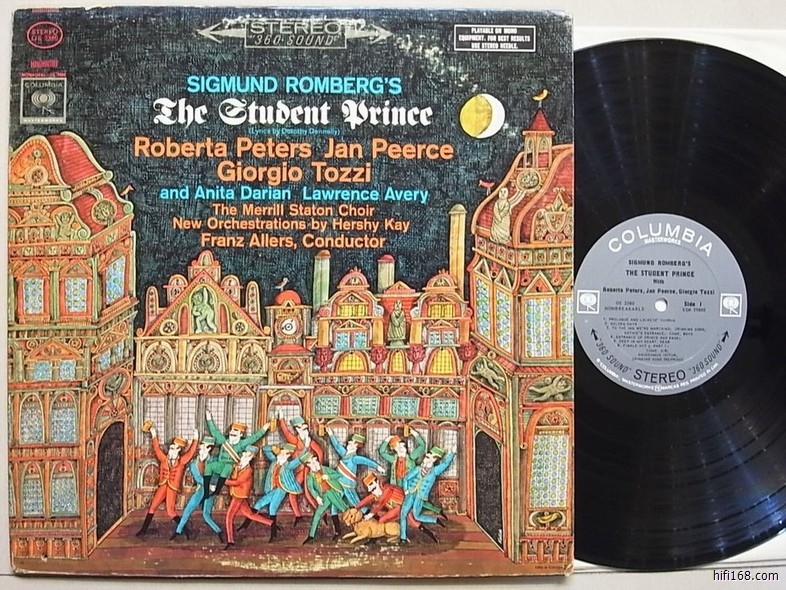 STEREO
"360 SOUND"
PLAYABLE ON MONO
EQUIPMENT. FOR BEST RESULTS
USE STEREO NEEDLE.
STEREO
COLUMBIA
MASTERWORKS
SIGMUND ROMBERG'S
The Student Prince
(Lyrics by Dorothy Donnelly)
Roberta Peters Jan Peerce
Giorgio Tozzi
and Anita Darian Lawrence Avery
The Merrill Staton Choir
New Orchestrations by Hershy Kay
Franz Allers, Conductor
COLUMBIA
MASTERWORKS
SIGMUND ROMBERG'S
THE STUDENT PRINCE
With
Roberta Peters, Jan Peerce, Giorgio Tozzi
Side 1
NONBREAKABLE
"360 SOUND" STEREO "360 SOUND"
hifi168.com